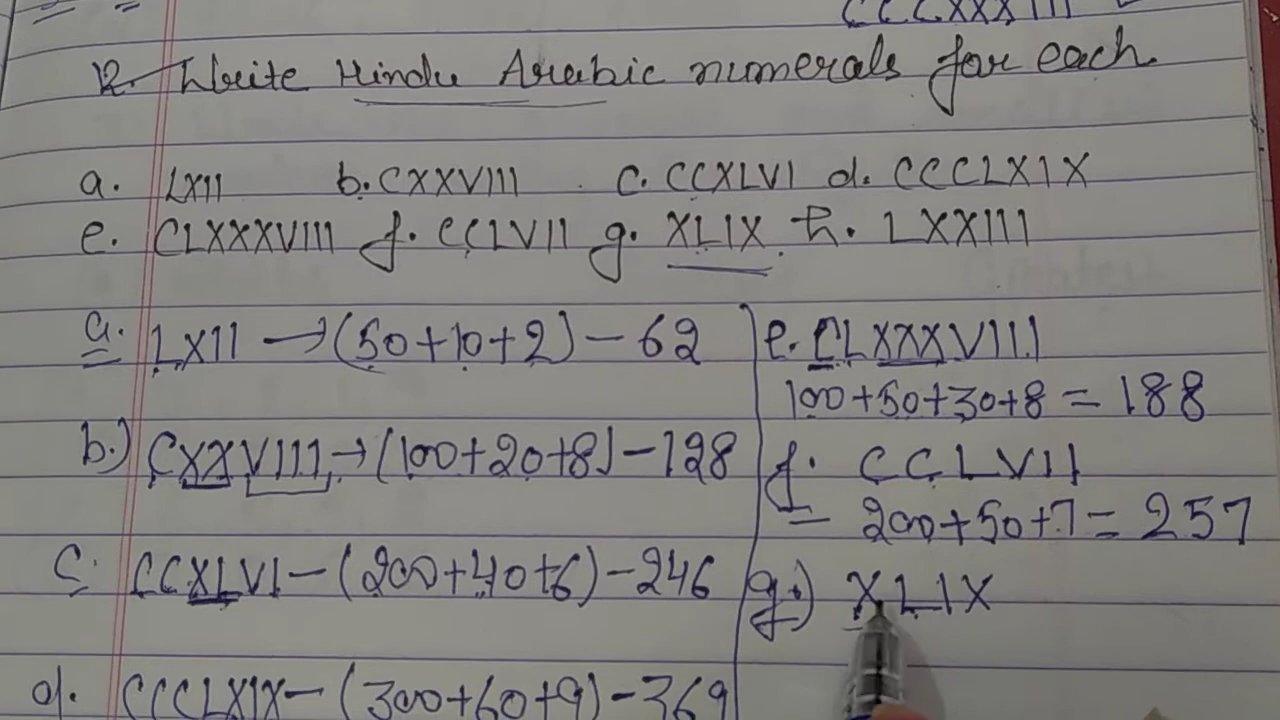 CCCXXXIII
12. Write Hindu Arabic numerals for each.
a. LXII b. CXXVIII c. CCXLVI d. CCCLXIX
e. CLXXXVIII f. CCLVII g. XLIX h. LXXIII
a. LXII → (50+10+2) - 62
b.) CXXVIII → (100+20+8) - 128
c. CCXLVI - (200+40+6) - 246
d. CCCLXIX - (300+60+9) - 369
e. CLXXXVIII
100+50+30+8 = 188
f. CCLVII
200+50+7 = 257
g.) XLIX